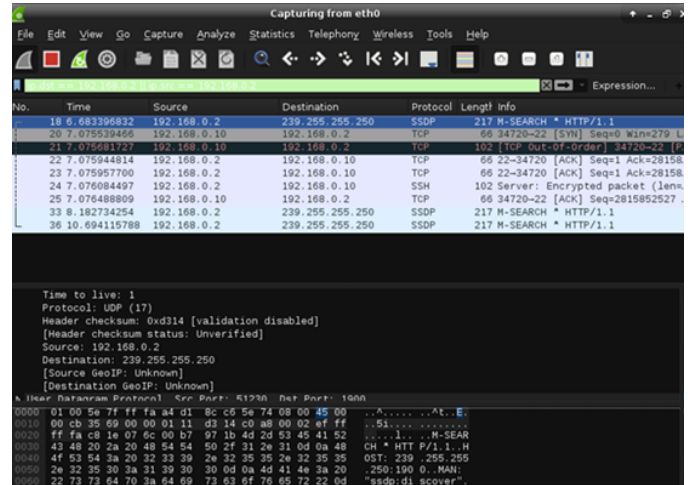 Capturing from eth0
File Edit View Go Capture Analyze Statistics Telephony Wireless Tools Help
ip.dst == 192.168.0.2 || ip.src == 192.168.0.2 Expression... +
No. Time Source Destination Protocol Length Info
18 6.683396832 192.168.0.2 239.255.255.250 SSDP 217 M-SEARCH * HTTP/1.1
20 7.075539466 192.168.0.10 192.168.0.2 TCP 66 34720→22 [SYN] Seq=0 Win=279 L…
21 7.075681727 192.168.0.10 192.168.0.2 TCP 102 [TCP Out-Of-Order] 34720→22 [P…
22 7.075944814 192.168.0.2 192.168.0.10 TCP 66 22→34720 [ACK] Seq=1 Ack=28158…
23 7.075957700 192.168.0.2 192.168.0.10 TCP 66 22→34720 [ACK] Seq=1 Ack=28158…
24 7.076084497 192.168.0.2 192.168.0.10 SSH 102 Server: Encrypted packet (len=…
25 7.076488809 192.168.0.10 192.168.0.2 TCP 66 34720→22 [ACK] Seq=2815852527 …
33 8.182734254 192.168.0.2 239.255.255.250 SSDP 217 M-SEARCH * HTTP/1.1
36 10.694115788 192.168.0.2 239.255.255.250 SSDP 217 M-SEARCH * HTTP/1.1
Time to live: 1
Protocol: UDP (17)
Header checksum: 0xd314 [validation disabled]
[Header checksum status: Unverified]
Source: 192.168.0.2
Destination: 239.255.255.250
[Source GeoIP: Unknown]
[Destination GeoIP: Unknown]
User Datagram Protocol, Src Port: 51230, Dst Port: 1900
0000 01 00 5e 7f ff fa a4 d1 8c c6 5e 74 08 00 45 00 ..^..... ..^t..E.
0010 00 cb 35 69 00 00 01 11 d3 14 c0 a8 00 02 ef ff ..5i.... ........
0020 ff fa c8 1e 07 6c 00 b7 97 1b 4d 2d 53 45 41 52 .....l.. ..M-SEAR
0030 43 48 20 2a 20 48 54 54 50 2f 31 2e 31 0d 0a 48 CH * HTT P/1.1..H
0040 4f 53 54 3a 20 32 33 39 2e 32 35 35 2e 32 35 35 OST: 239 .255.255
0050 2e 32 35 30 3a 31 39 30 30 0d 0a 4d 41 4e 3a 20 .250:190 0..MAN:
0060 22 73 73 64 70 3a 64 69 73 63 6f 76 65 72 22 0d "ssdp:di scover".